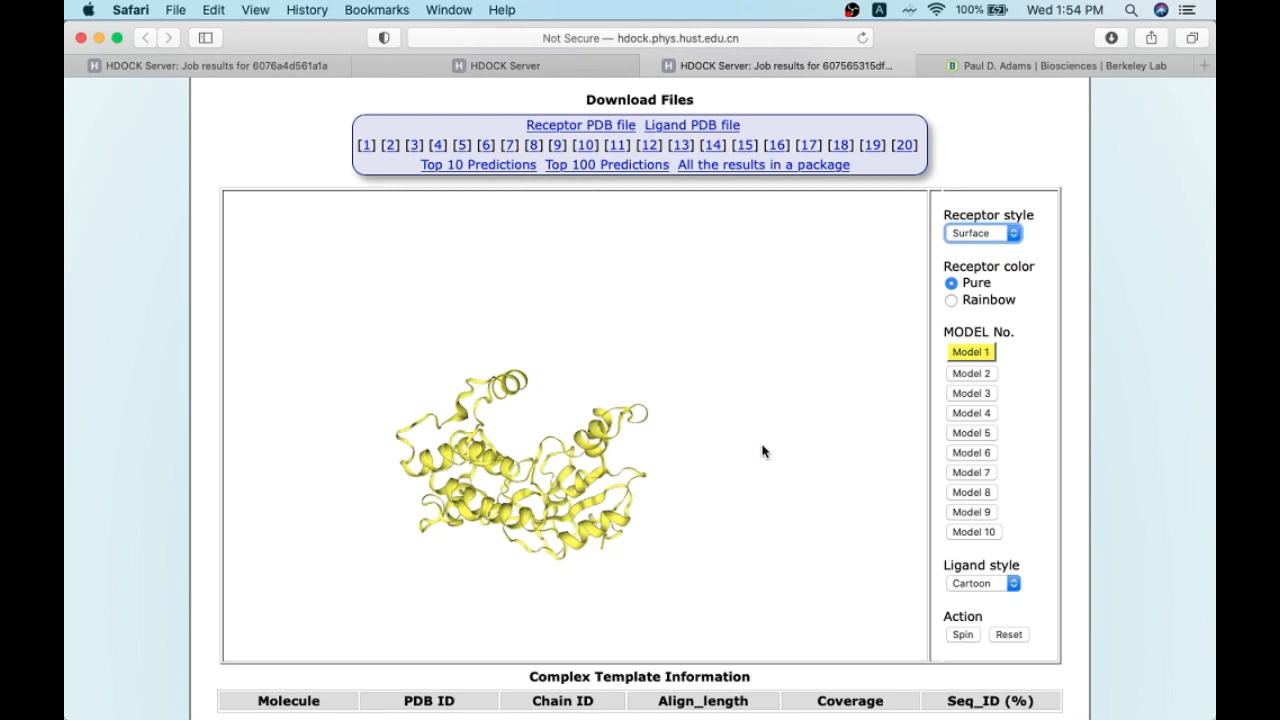 Safari File Edit View History Bookmarks Window Help A 100% Wed 1:54 PM
Not Secure — hdock.phys.hust.edu.cn
H HDOCK Server: Job results for 6076a4d561a1a H HDOCK Server H HDOCK Server: Job results for 607565315df... B Paul D. Adams | Biosciences | Berkeley Lab
Download Files
Receptor PDB file Ligand PDB file
[1] [2] [3] [4] [5] [6] [7] [8] [9] [10] [11] [12] [13] [14] [15] [16] [17] [18] [19] [20]
Top 10 Predictions Top 100 Predictions All the results in a package
Receptor style
Surface
Receptor color
Pure
Rainbow
MODEL No.
Model 1
Model 2
Model 3
Model 4
Model 5
Model 6
Model 7
Model 8
Model 9
Model 10
Ligand style
Cartoon
Action
Spin Reset
Complex Template Information
Molecule PDB ID Chain ID Align_length Coverage Seq_ID (%)